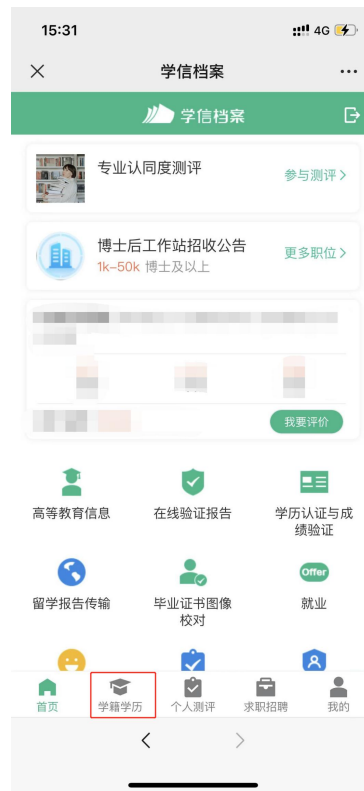 15:31
4G
学信档案
学信档案
专业认同度测评
参与测评
博士后工作站招收公告
更多职位
1k-50k 博士及以上
我要评价
高等教育信息
在线验证报告
学历认证与成
绩验证
留学报告传输
毕业证书图像
校对
Offer
就业
首页
学籍学历
个人测评
求职招聘
我的